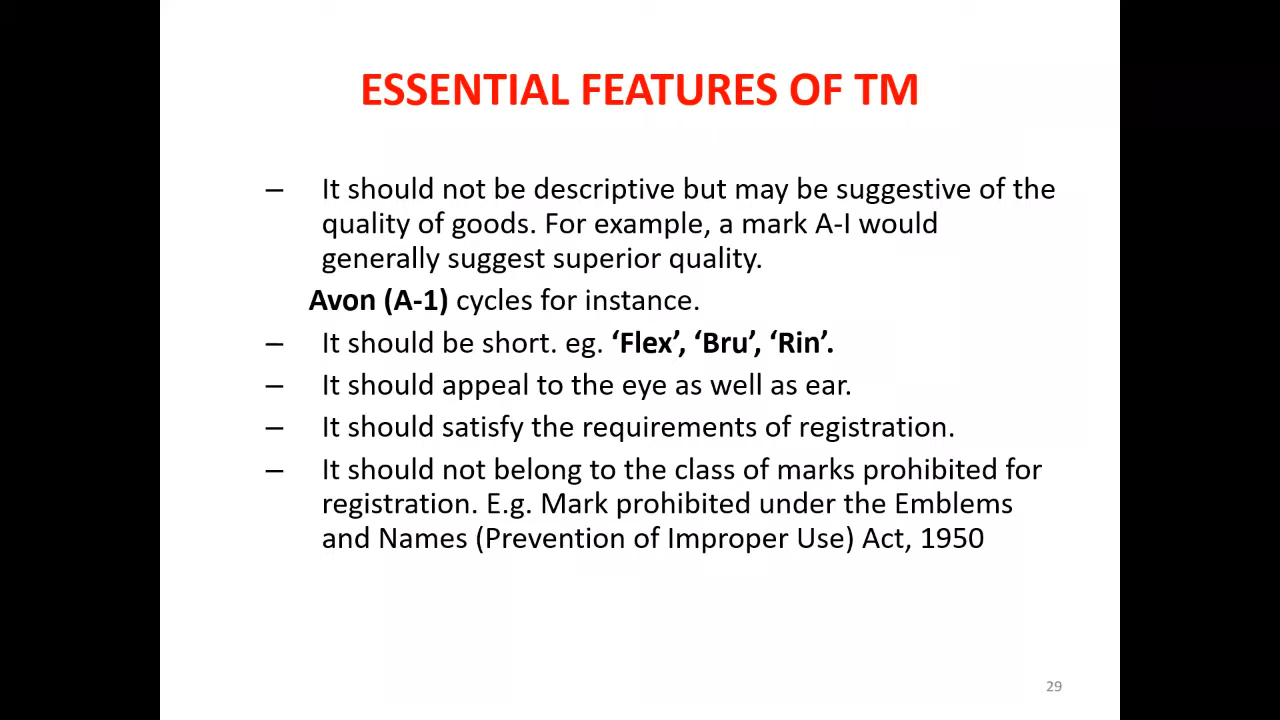 ESSENTIAL FEATURES OF TM
– It should not be descriptive but may be suggestive of the
quality of goods. For example, a mark A-I would
generally suggest superior quality.
Avon (A-1) cycles for instance.
– It should be short. eg. ‘Flex’, ‘Bru’, ‘Rin’.
– It should appeal to the eye as well as ear.
– It should satisfy the requirements of registration.
– It should not belong to the class of marks prohibited for
registration. E.g. Mark prohibited under the Emblems
and Names (Prevention of Improper Use) Act, 1950
29